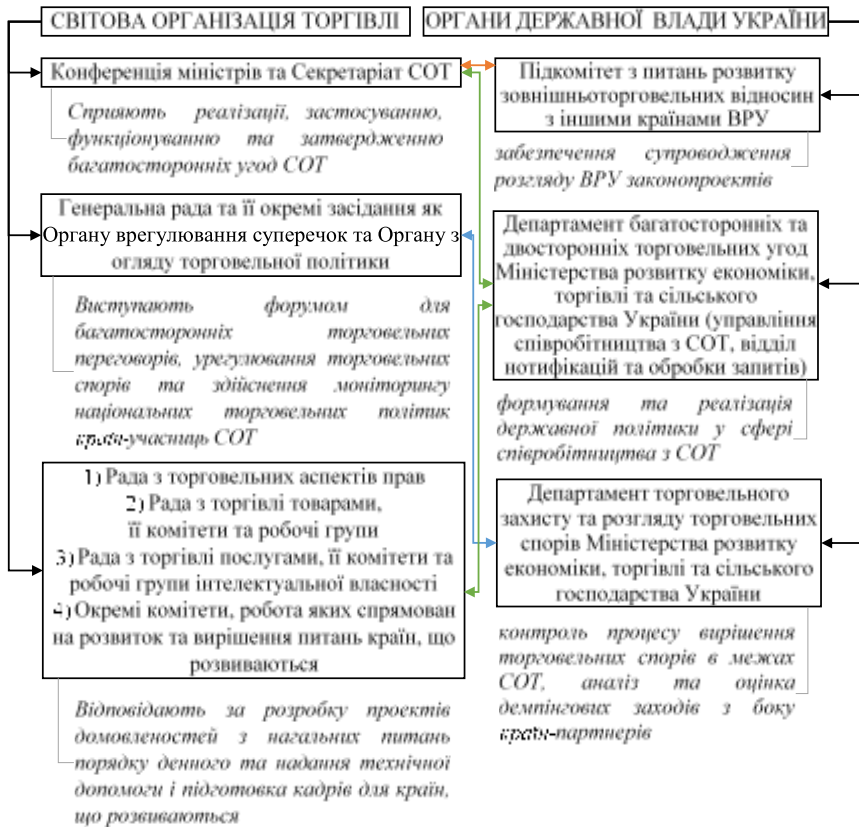 СВІТОВА ОРГАНІЗАЦІЯ ТОРГІВЛІ
Конференція міністрів та Секретаріат СОТ
Сприяють реалізації, застосуванню,
функціонуванню та затвердженню
багатосторонніх угод СОТ
Генеральна рада та її окремі засідання як
Органу врегулювання суперечок та Органу з
огляду торговельної політики
Виступають форумом для
багатосторонніх торговельних
переговорів, урегулювання торговельних
спорів та здійснення моніторингу
національних торговельних політик
країн-учасниць СОТ
1) Рада з торговельних аспектів прав
2) Рада з торгівлі товарами,
її комітети та робочі групи
3) Рада з торгівлі послугами, її комітети та
робочі групи інтелектуальної власності
4) Окремі комітети, робота яких спрямован
на розвиток та вирішення питань країн, що
розвиваються
Відповідають за розробку проектів
домовленостей з нагальних питань
порядку денного та надання технічної
допомоги і підготовка кадрів для країн,
що розвиваються
ОРГАНИ ДЕРЖАВНОЇ ВЛАДИ УКРАЇНИ
Підкомітет з питань розвитку
зовнішньоторговельних відносин
з іншими країнами ВРУ
забезпечення супроводження
розгляду ВРУ законопроектів
Департамент багатосторонніх та
двосторонніх торговельних угод
Міністерства розвитку економіки,
торгівлі та сільського
господарства України (управління
співробітництва з СОТ, відділ
нотифікацій та обробки запитів)
формування та реалізація
державної політики у сфері
співробітництва з СОТ
Департамент торговельного
захисту та розгляду торговельних
спорів Міністерства розвитку
економіки, торгівлі та сільського
господарства України
контроль процесу вирішення
торговельних спорів в межах
СОТ, аналіз та оцінка
демпінгових заходів з боку
країн-партнерів